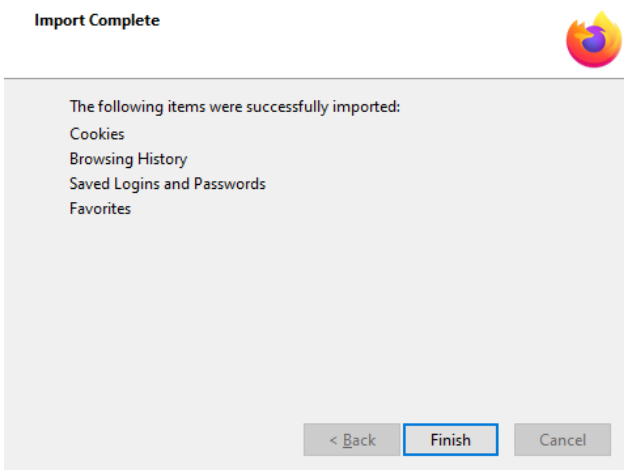 Import Complete
The following items were successfully imported:
Cookies
Browsing History
Saved Logins and Passwords
Favorites
< Back
Finish
Cancel